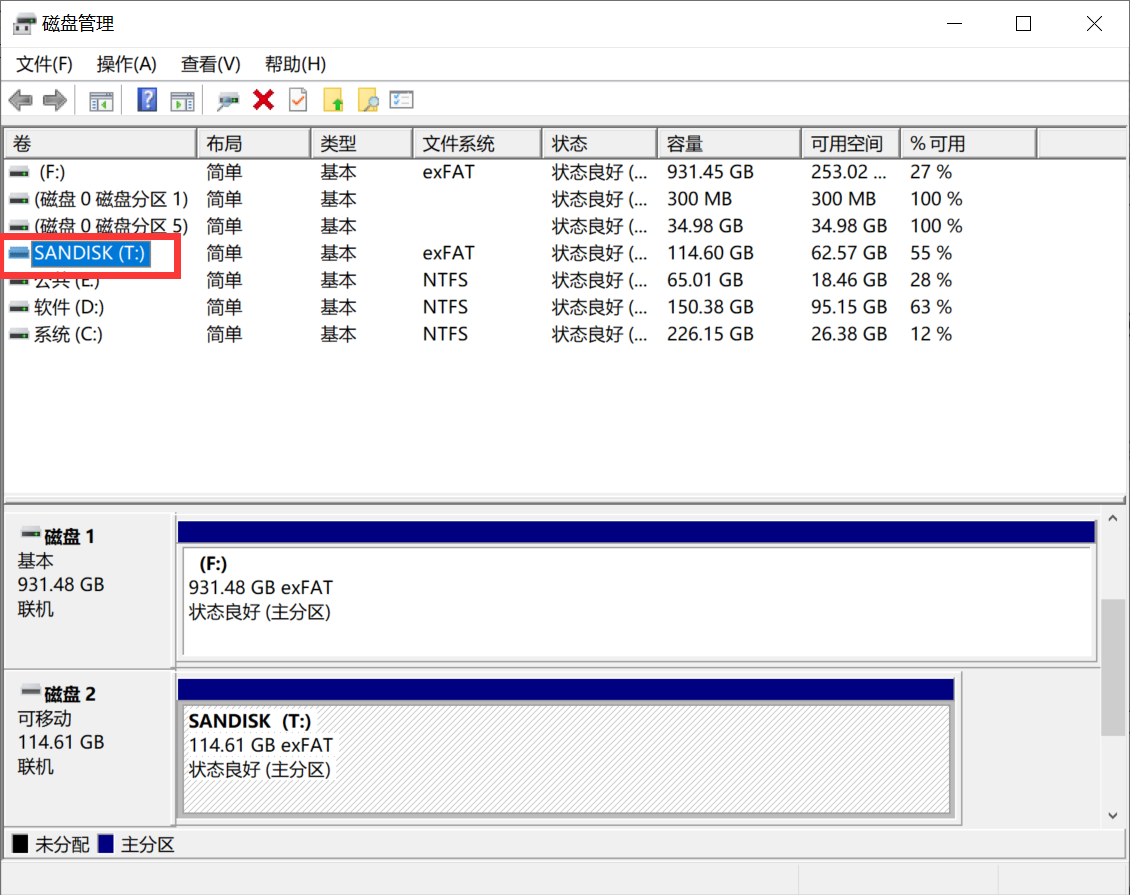 磁盘管理
文件(F) 操作(A) 查看(V) 帮助(H)
卷 布局 类型 文件系统 状态 容量 可用空间 % 可用
(F:) 简单 基本 exFAT 状态良好 (... 931.45 GB 253.02 ... 27 %
(磁盘 0 磁盘分区 1) 简单 基本 状态良好 (... 300 MB 300 MB 100 %
(磁盘 0 磁盘分区 5) 简单 基本 状态良好 (... 34.98 GB 34.98 GB 100 %
SANDISK (T:) 简单 基本 exFAT 状态良好 (... 114.60 GB 62.57 GB 55 %
公共 (E:) 简单 基本 NTFS 状态良好 (... 65.01 GB 18.46 GB 28 %
软件 (D:) 简单 基本 NTFS 状态良好 (... 150.38 GB 95.15 GB 63 %
系统 (C:) 简单 基本 NTFS 状态良好 (... 226.15 GB 26.38 GB 12 %
磁盘 1
基本
931.48 GB
联机
(F:)
931.48 GB exFAT
状态良好 (主分区)
磁盘 2
可移动
114.61 GB
联机
SANDISK (T:)
114.61 GB exFAT
状态良好 (主分区)
未分配 主分区